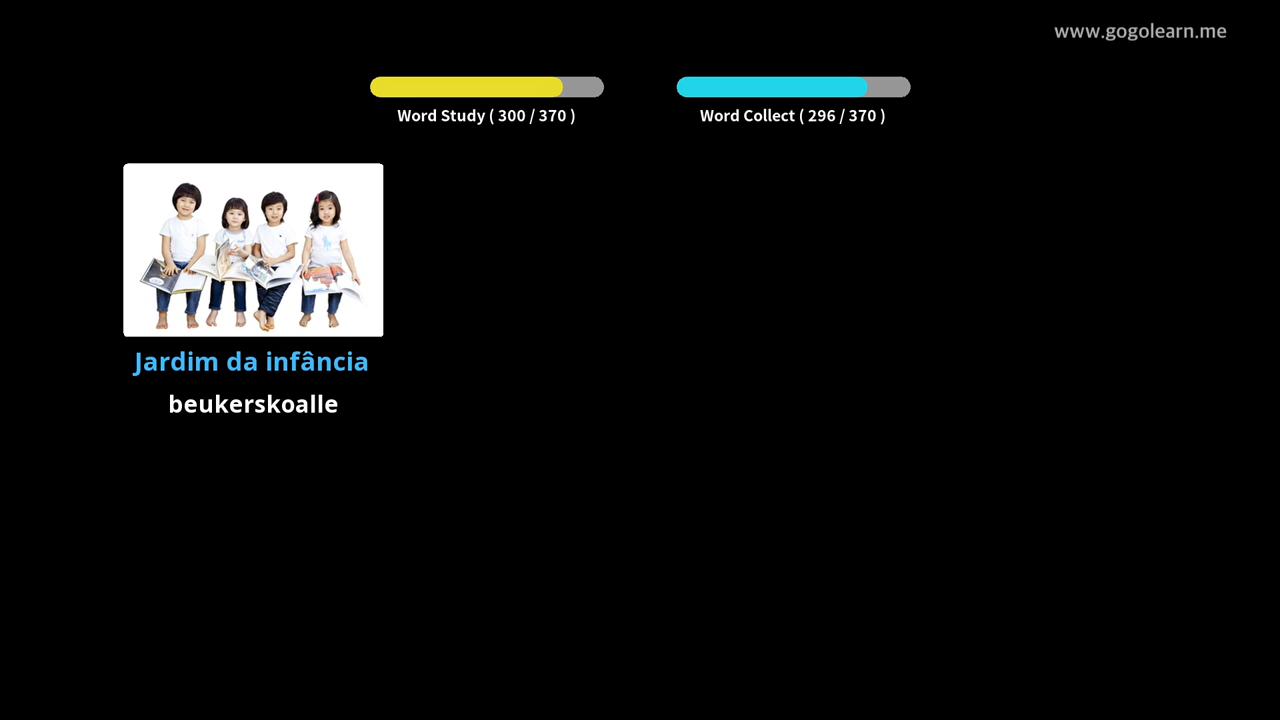 www.gogolearn.me
Word Study ( 300 / 370 )
Word Collect ( 296 / 370 )
Jardim da infância
beukerskoalle